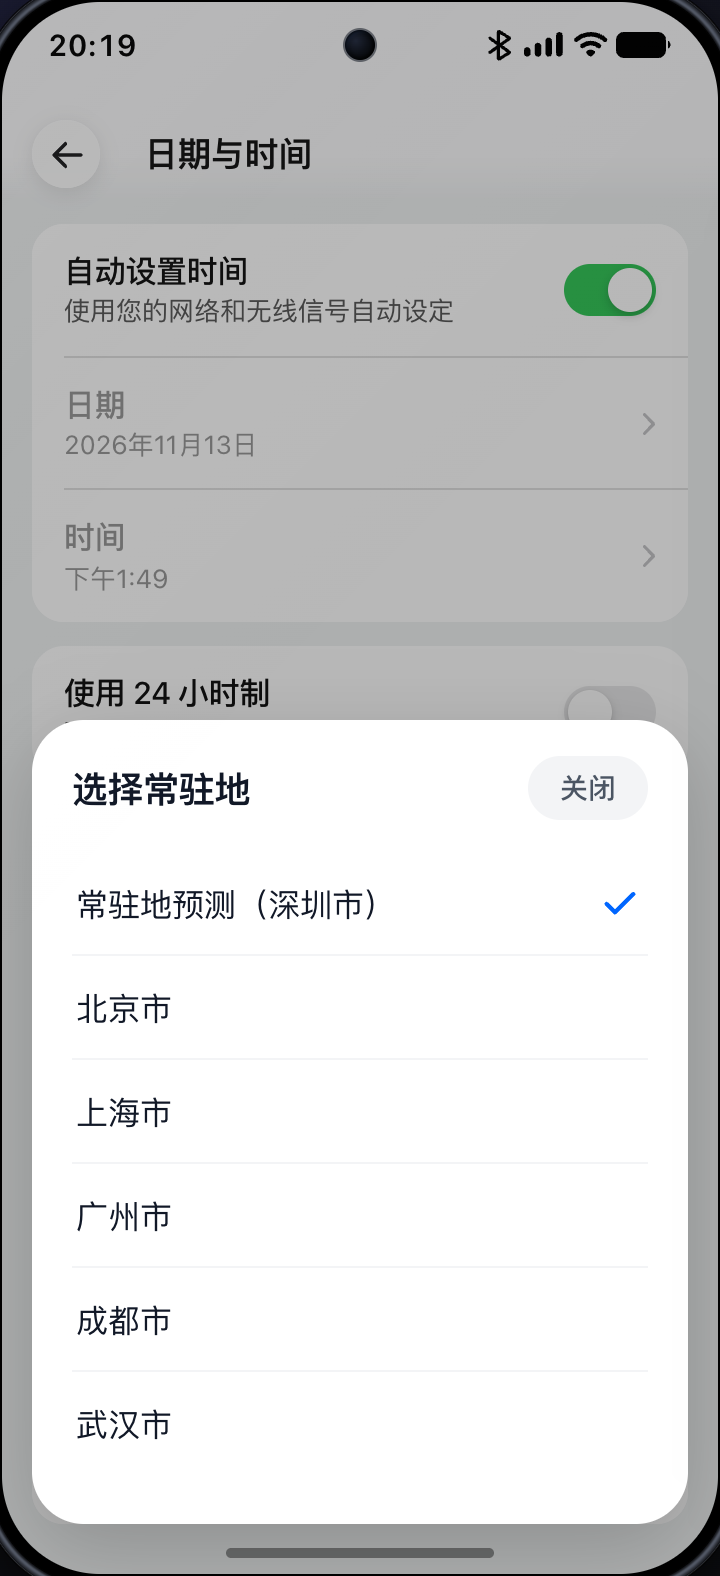 20:19
日期与时间
自动设置时间
使用您的网络和无线信号自动设定
日期
2026年11月13日
时间
下午1:49
使用 24 小时制
选择常驻地
关闭
常驻地预测（深圳市）
北京市
上海市
广州市
成都市
武汉市